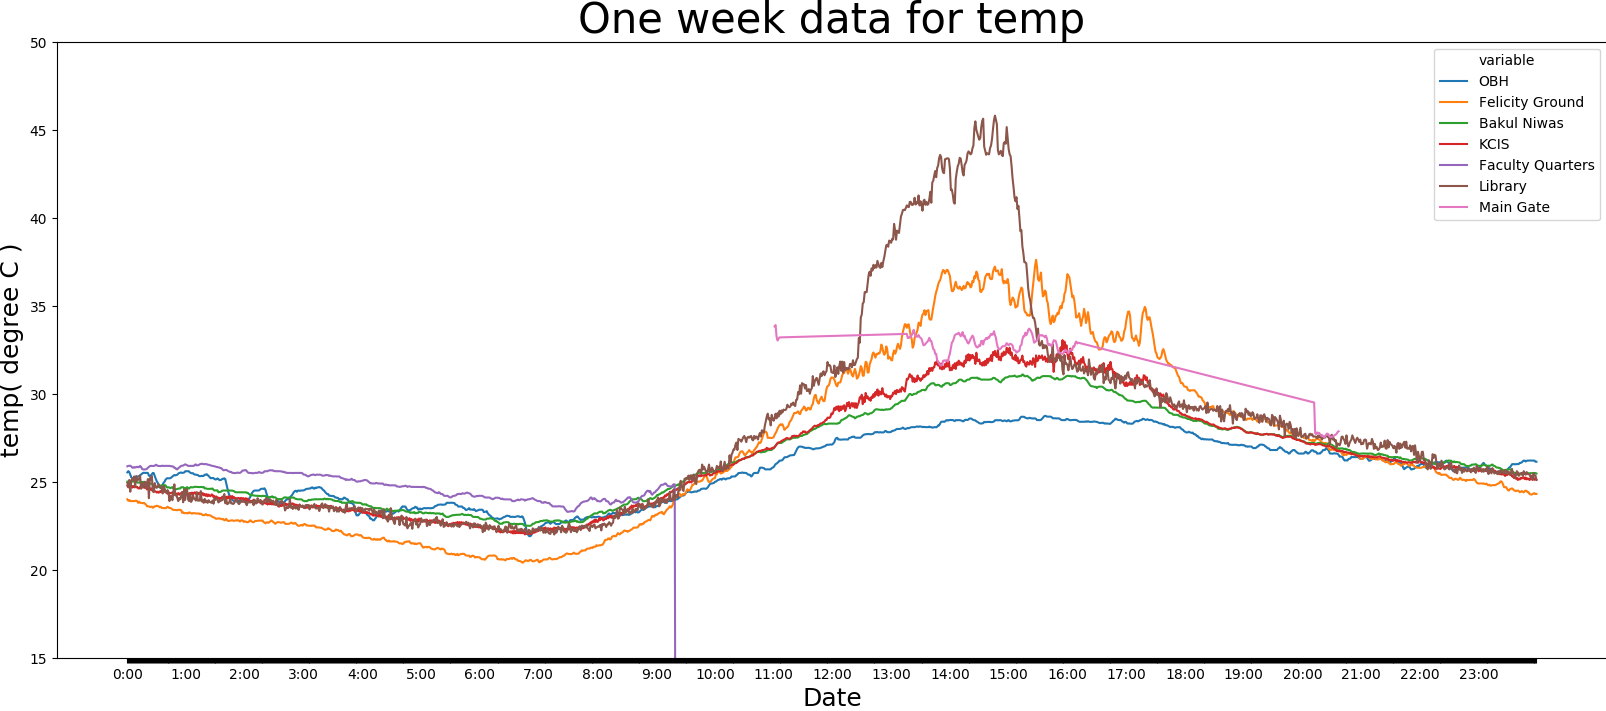 One week data for temp
50
45
40
35
30
25
20
15
temp( degree C )
variable
OBH
Felicity Ground
Bakul Niwas
KCIS
Faculty Quarters
Library
Main Gate
0:00 1:00 2:00 3:00 4:00 5:00 6:00 7:00 8:00 9:00 10:00 11:00 12:00 13:00 14:00 15:00 16:00 17:00 18:00 19:00 20:00 21:00 22:00 23:00
Date